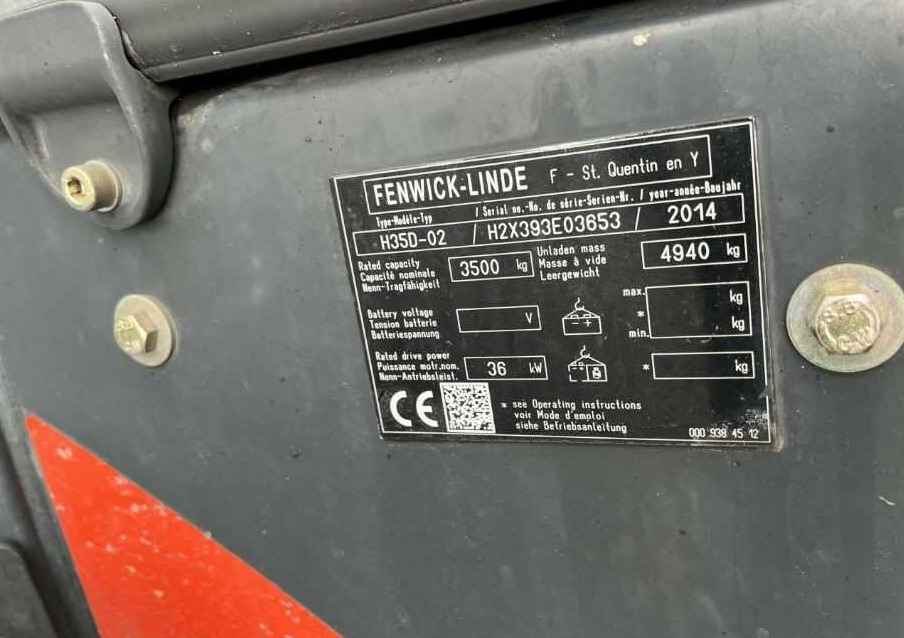 FENWICK-LINDE F - St. Quentin en Y
Type-Modèle-Typ / Serial no.-No. de série-Serien-Nr. / year-année-Baujahr
H35D-02 / H2X393E03653 / 2014
Rated capacity
Capacité nominale
Nenn-Tragfähigkeit
3500 kg
Unladen mass
Masse à vide
Leergewicht
4940 kg
Battery voltage
Tension batterie
Batteriespannung
V
max. kg
*
min. kg
Rated drive power
Puissance motr.nom.
Nenn-Antriebsleist.
36 kW
* kg
CE
* see Operating instructions
voir Mode d'emploi
siehe Betriebsanleitung
000 938 45 12